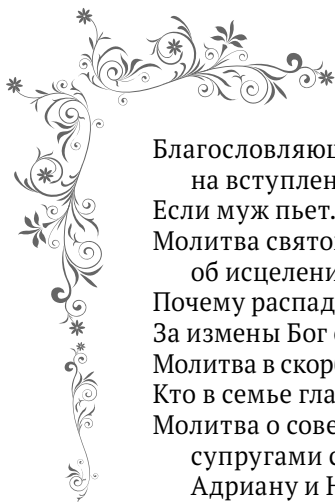 Благословляющ
на вступлен
Если муж пьет.
Молитва свято
об исцелени
Почему распад
За измены Бог
Молитва в скор
Кто в семье гла
Молитва о сове
супругами с
Адриану и Н